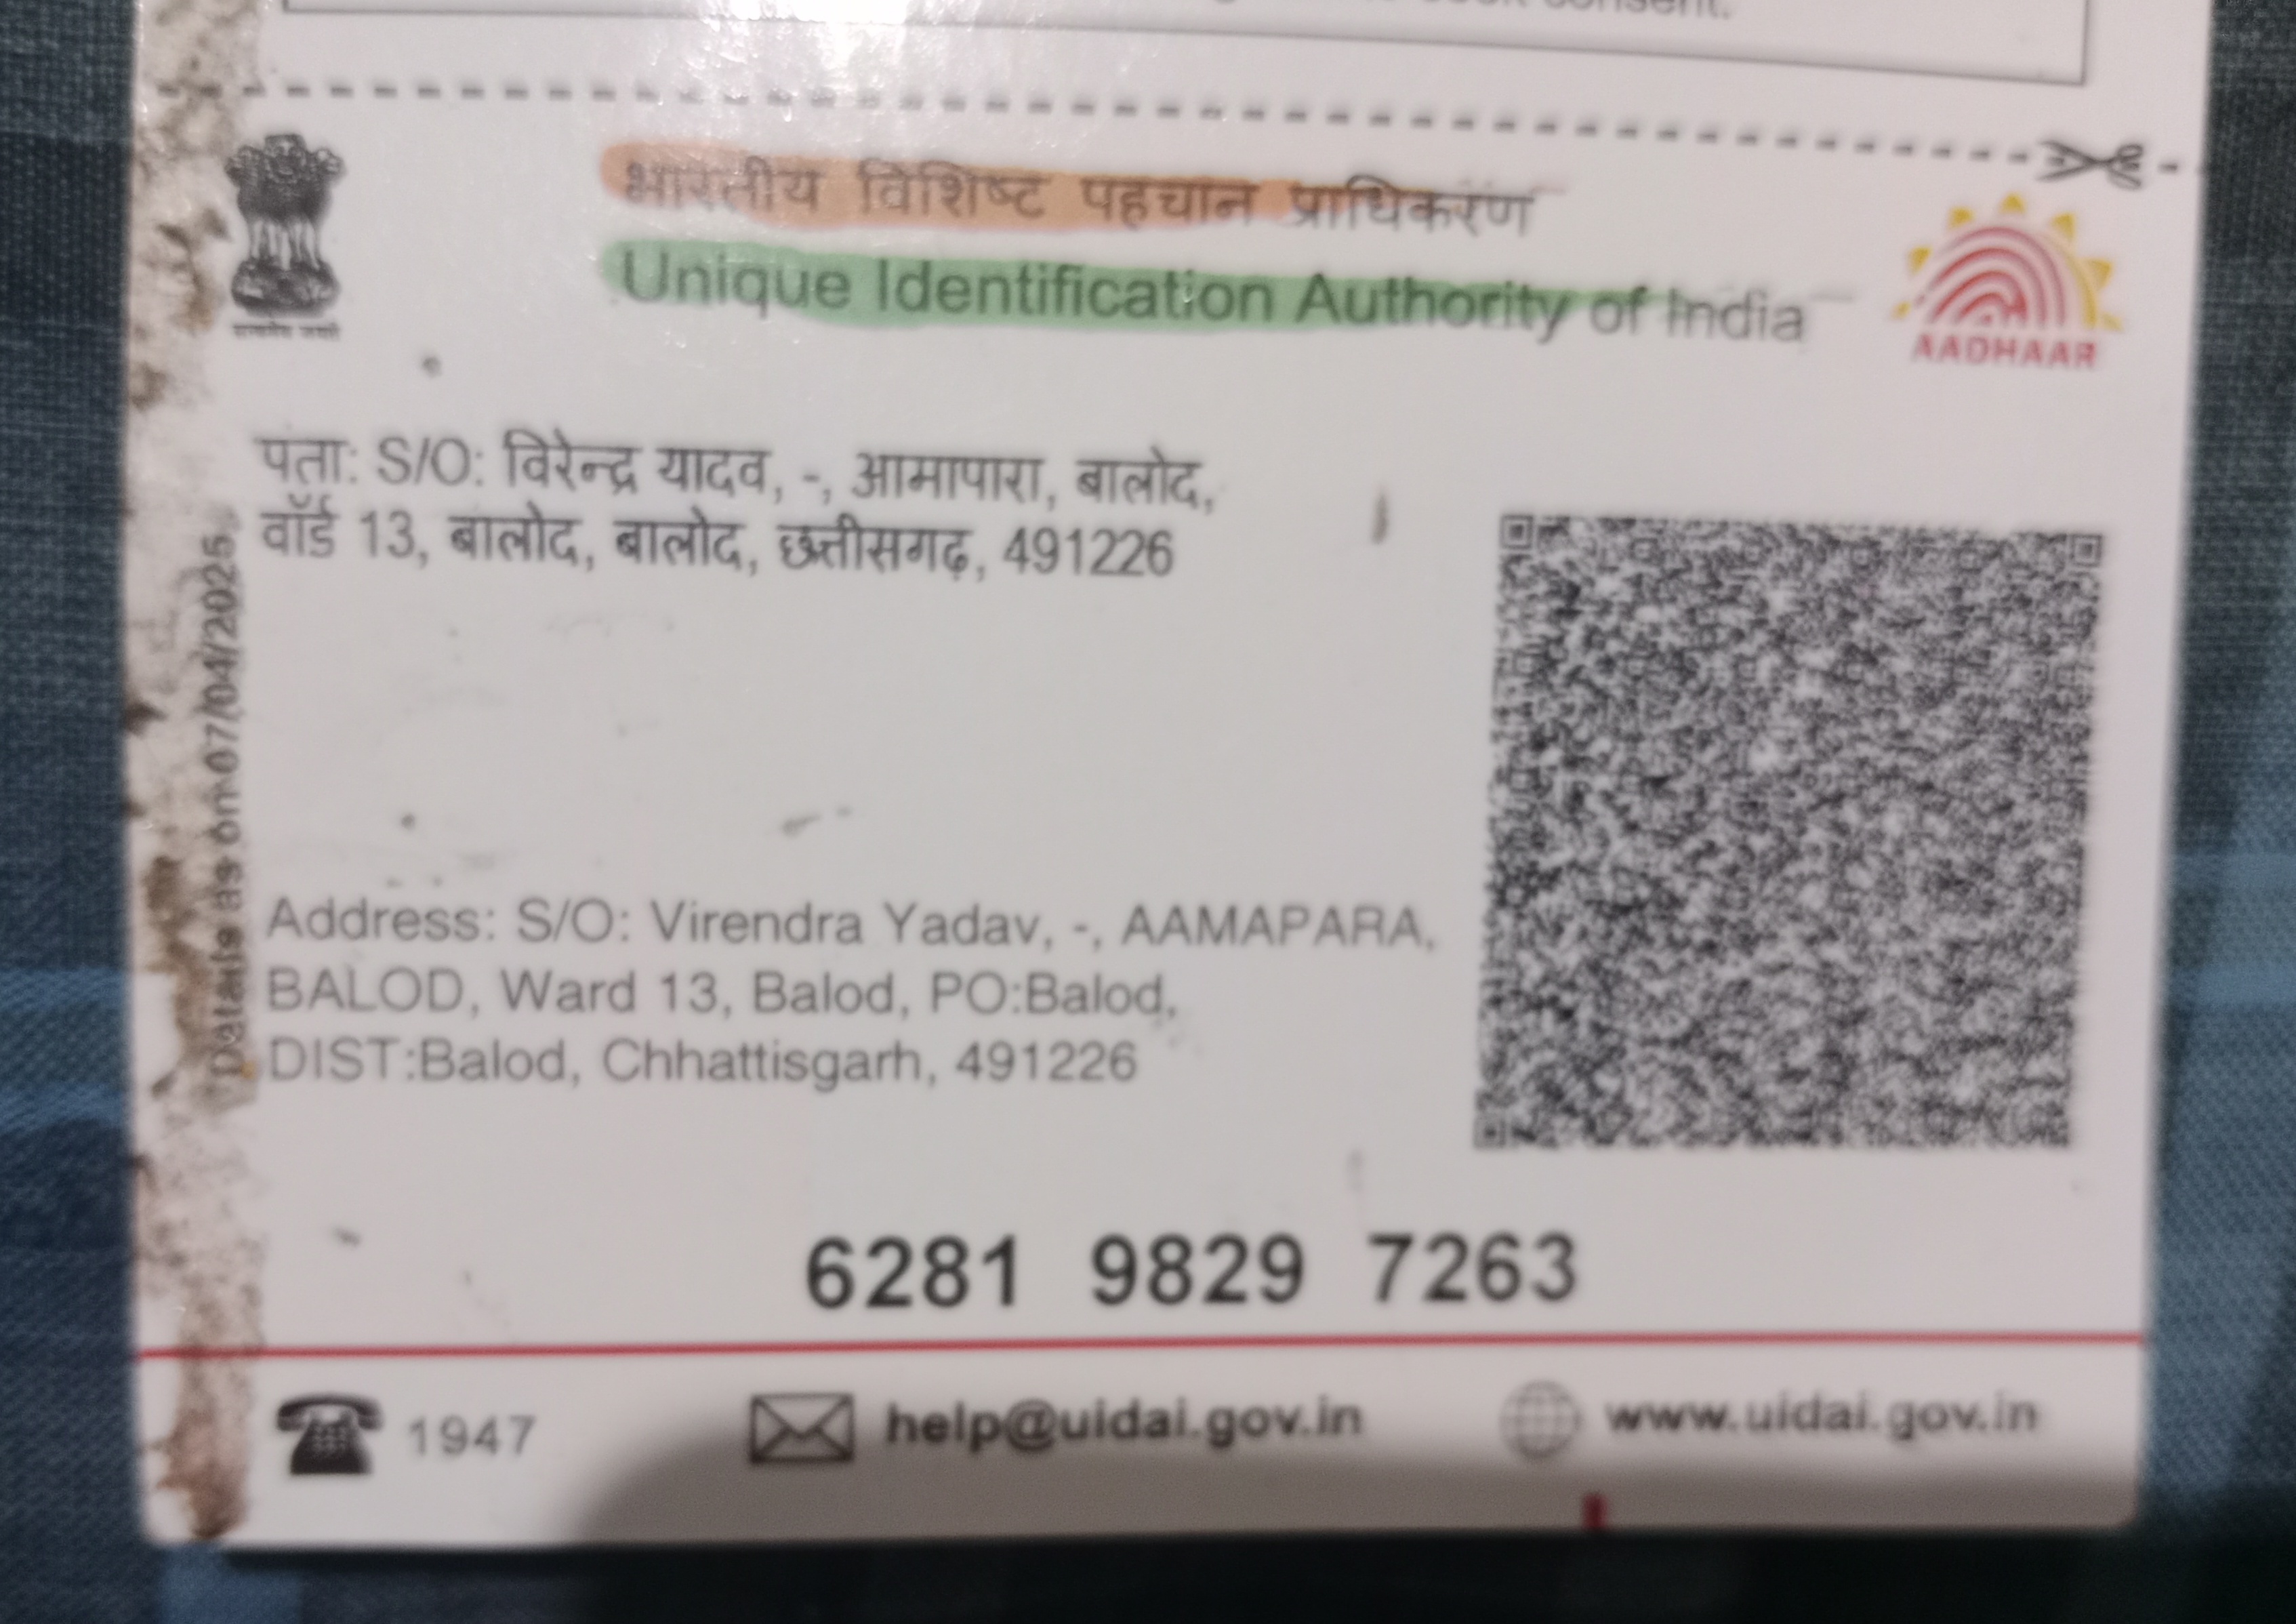 consent.
भारतीय विशिष्ट पहचान प्राधिकरण
Unique Identification Authority of India
AADHAAR
पता: S/O: विरेन्द्र यादव, -, आमापारा, बालोद,
वॉर्ड 13, बालोद, बालोद, छत्तीसगढ़, 491226
Details as on 07/04/2025
Address: S/O: Virendra Yadav, -, AAMAPARA,
BALOD, Ward 13, Balod, PO:Balod,
DIST:Balod, Chhattisgarh, 491226
6281 9829 7263
1947 help@uidai.gov.in www.uidai.gov.in